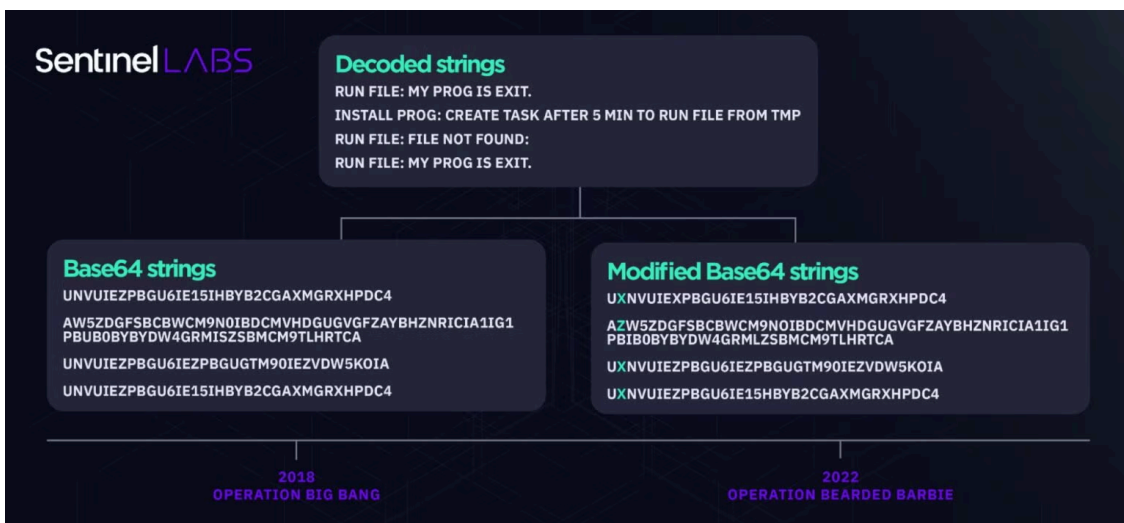 SentinelLABS
Decoded strings
RUN FILE: MY PROG IS EXIT.
INSTALL PROG: CREATE TASK AFTER 5 MIN TO RUN FILE FROM TMP
RUN FILE: FILE NOT FOUND:
RUN FILE: MY PROG IS EXIT.
Base64 strings
UNVUIEZPBGU6IE15IHBYB2CGAXMGRXHPDC4
AW5ZDGFSBCBWCM9N0IBDCMVHDGUGVGFZAYBHZNRICIA1IG1
PBUB0BYBYDW4GRMISZSBMCM9TLHRTCA
UNVUIEZPBGU6IEZPBGUGTM90IEZVDW5KOIA
UNVUIEZPBGU6IE15IHBYB2CGAXMGRXHPDC4
Modified Base64 strings
UXNVUIEXPBGU6IE15IHBYB2CGAXMGRXHPDC4
AZW5ZDGFSBCBWCM9NOIBDCMVHDGUGVGFZAYBHZNRICIA1IG1
PBIB0BYBYDW4GRMLZSBMCM9TLHRTCA
UXNVUIEZPBGU6IEZPBGUGTM90IEZVDW5KOIA
UXNVUIEZPBGU6IE15HBYB2CGAXMGRXHPDC4
2018
OPERATION BIG BANG
2022
OPERATION BEARDED BARBIE